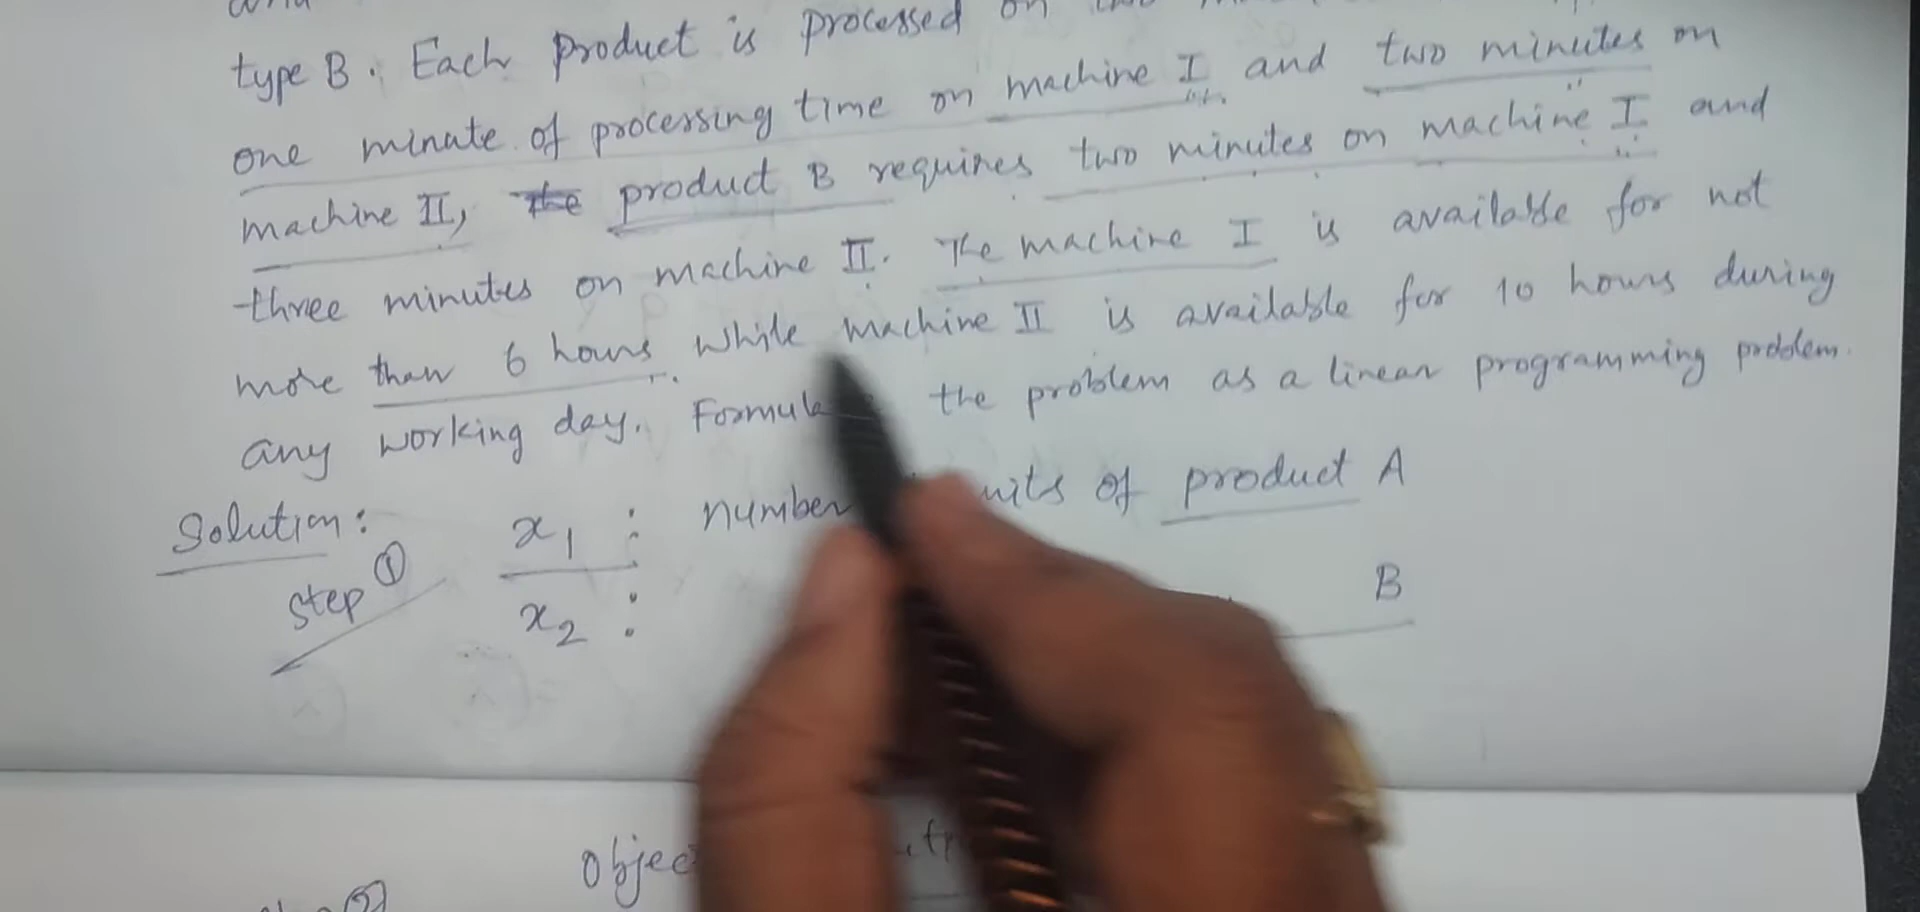 type B. Each product is processed on
one minute of processing time on machine I and two minutes on
machine II, the product B requires two minutes on machine I and
three minutes on machine II. The machine I is available for not
more than 6 hours while machine II is available for 10 hours during
any working day. Formula the problem as a linear programming problem.
Solution: x1 : number units of product A
step ①
x2 : B
Objec